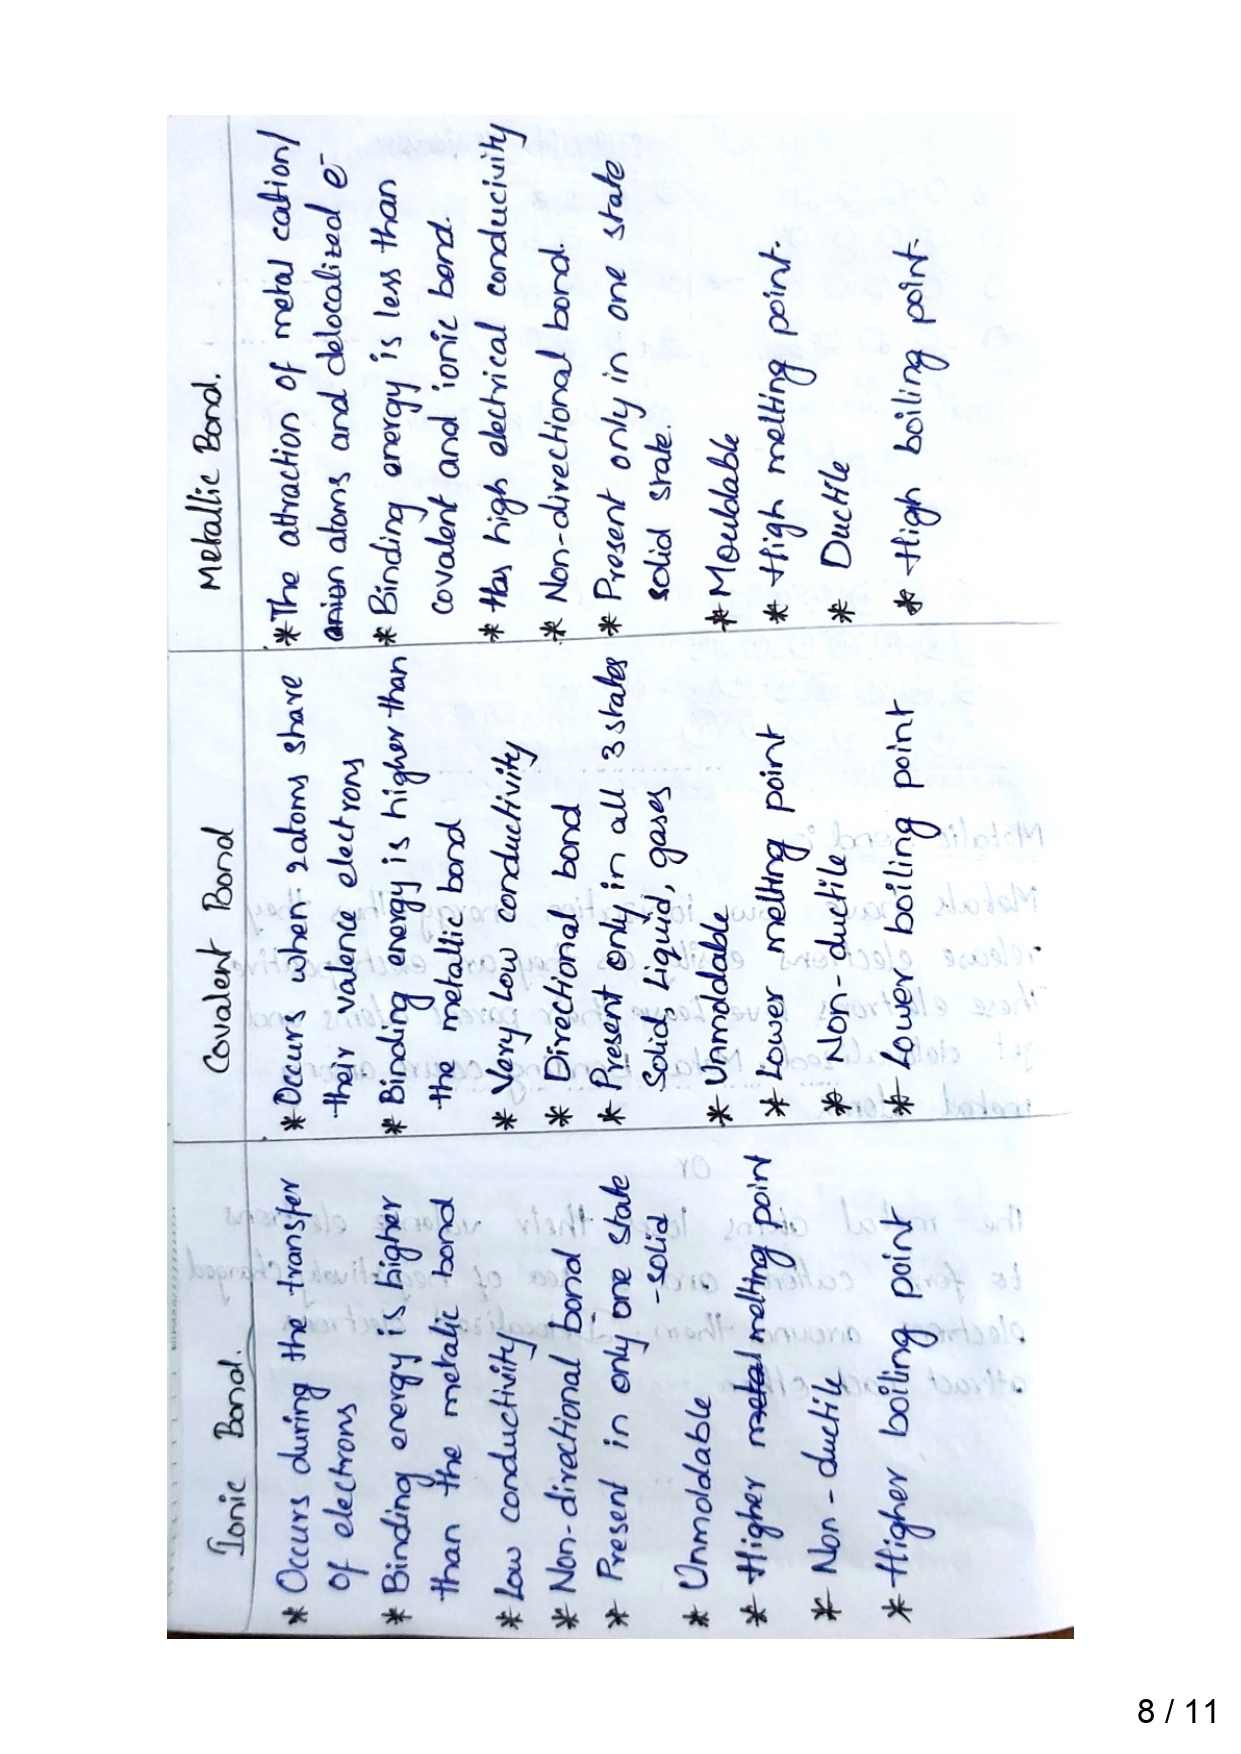 Ionic Bond.
* Occurs during the transfer
of electrons
* Binding energy is higher
than the metalic bond
* Low conductivity
* Non-directional bond
* Present in only one state
-solid
* Unmoldable
* Higher metal melting point
* Non-ductile
* Higher boiling point
Covalent Bond
* Occurs when 2atoms share
their valence electrons
* Binding energy is higher than
the metallic bond
* Very Low conductivity
* Directional bond
* Present only in all 3 states
Solid, Liquid, gases
* Unmoldable
* Lower melting point
* Non-ductile
* Lower boiling point
Metallic Bond.
* The attraction of metal cation/
anion atoms and delocalized e-
* Binding energy is less than
covalent and ionic bond.
* Has high electrical conducivity
* Non-directional bond.
* Present only in one state
solid state.
* Mouldable
* High melting point.
* Ductile
* High boiling point.
8 / 11